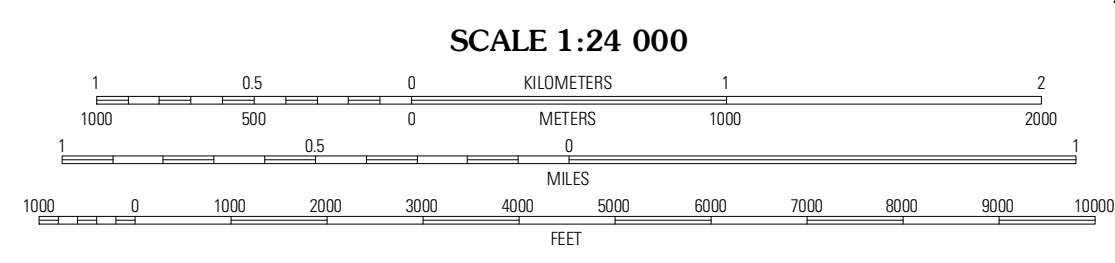 SCALE 1:24 000
1 0.5 0 KILOMETERS 1 2
1000 500 0 METERS 1000 2000
1 0.5 0 1
MILES
1000 0 1000 2000 3000 4000 5000 6000 7000 8000 9000 10000
FEET